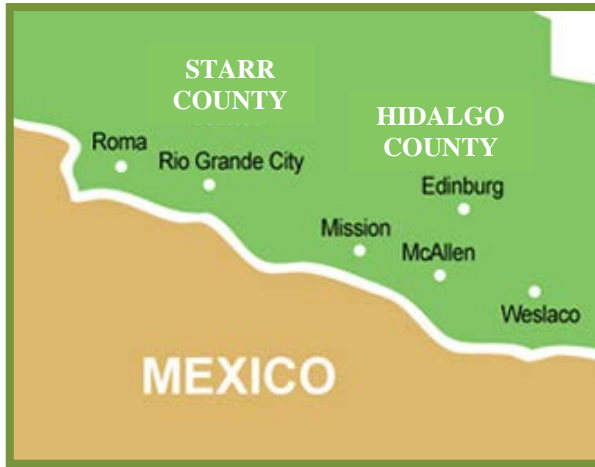 STARR
COUNTY
HIDALGO
COUNTY
Roma
Rio Grande City
Edinburg
Mission
McAllen
Weslaco
MEXICO